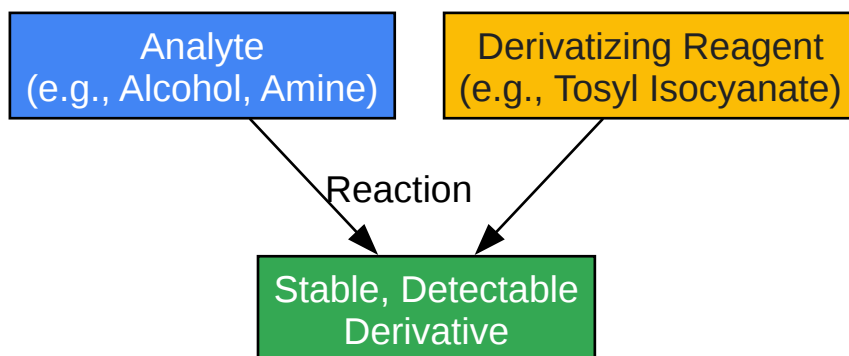 Analyte
(e.g., Alcohol, Amine)
Derivatizing Reagent
(e.g., Tosyl Isocyanate)
Reaction
Stable, Detectable
Derivative